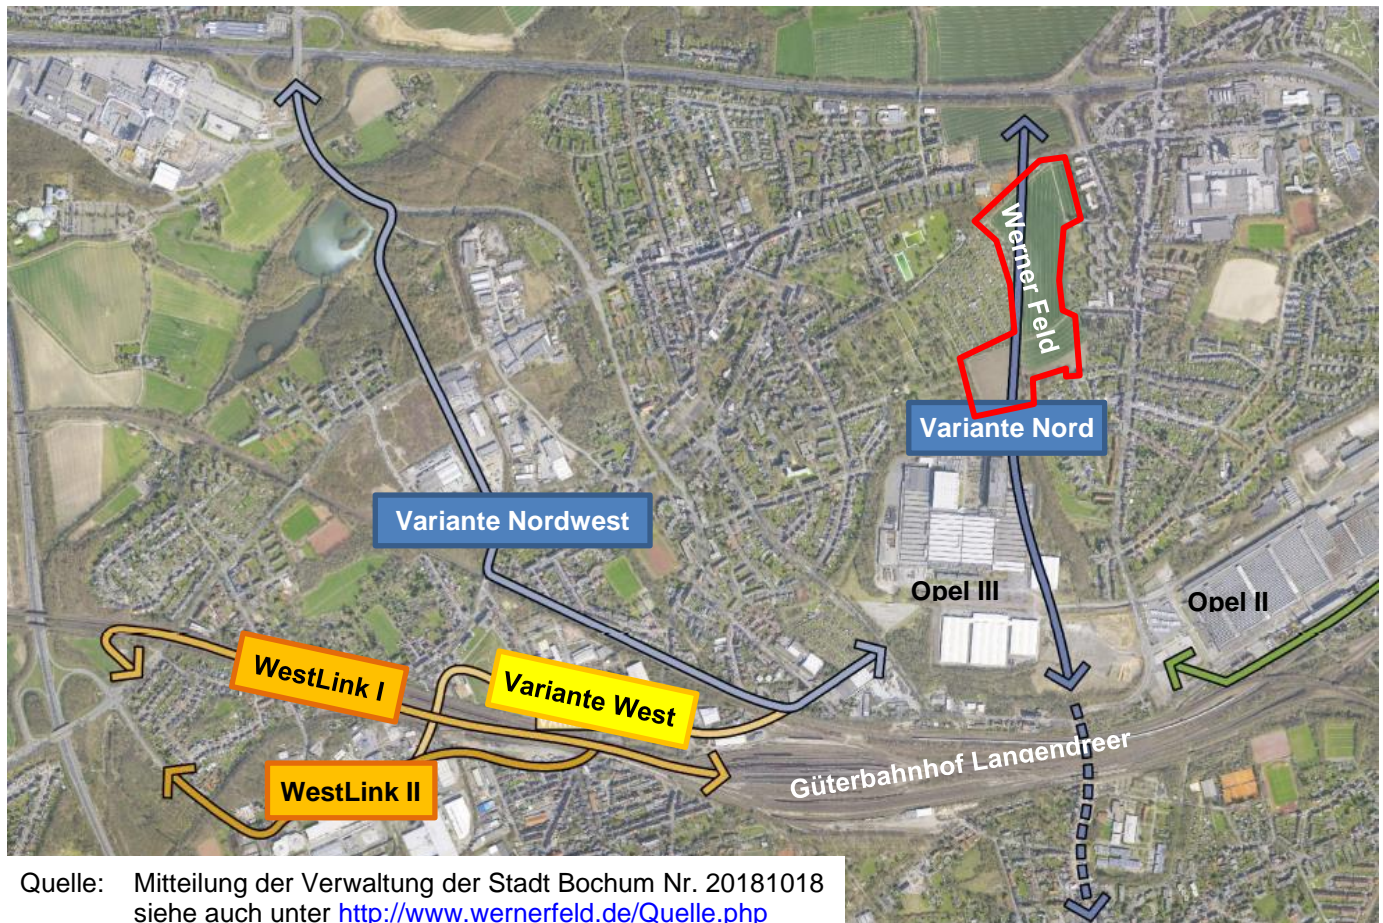 Werner Feld
Variante Nord
Variante Nordwest
Opel III
Opel II
WestLink I
Variante West
WestLink II
Güterbahnhof Langendreer
Quelle: Mitteilung der Verwaltung der Stadt Bochum Nr. 20181018
siehe auch unter http://www.wernerfeld.de/Quelle.php